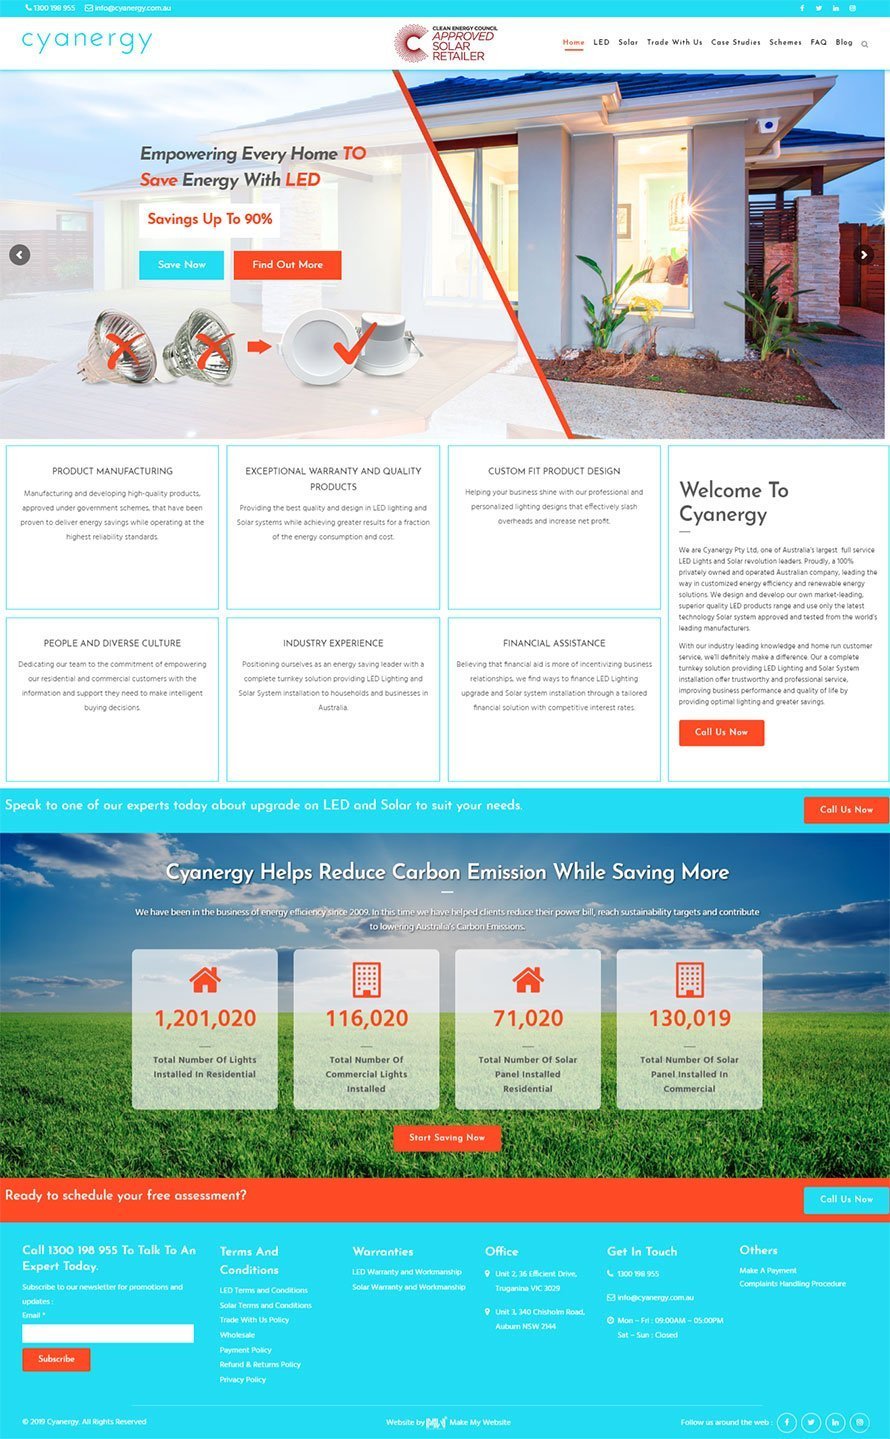 1300 198 955 info@cyanergy.com.au
cyanergy
CLEAN ENERGY COUNCIL
APPROVED
SOLAR
RETAILER
Home LED Solar Trade With Us Case Studies Schemes FAQ Blog
Empowering Every Home TO
Save Energy With LED
Savings Up To 90%
Save Now Find Out More
PRODUCT MANUFACTURING
Manufacturing and developing high-quality products,
approved under government schemes, that have been
proven to deliver energy savings while operating at the
highest reliability standards.
EXCEPTIONAL WARRANTY AND QUALITY
PRODUCTS
Providing the best quality and design in LED lighting and
Solar systems while achieving greater results for a fraction
of the energy consumption and cost.
CUSTOM FIT PRODUCT DESIGN
Helping your business shine with our professional and
personalized lighting designs that effectively slash
overheads and increase net profit.
PEOPLE AND DIVERSE CULTURE
Dedicating our team to the commitment of empowering
our residential and commercial customers with the
information and support they need to make intelligent
buying decisions.
INDUSTRY EXPERIENCE
Positioning ourselves as an energy saving leader with a
complete turnkey solution providing LED Lighting and
Solar System installation to households and businesses in
Australia.
FINANCIAL ASSISTANCE
Believing that financial aid is more of incentivizing business
relationships, we find ways to finance LED Lighting
upgrade and Solar system installation through a tailored
financial solution with competitive interest rates.
Welcome To
Cyanergy
We are Cyanergy Pty Ltd, one of Australia's largest full service
LED Lights and Solar revolution leaders. Proudly, a 100%
privately owned and operated Australian company, leading the
way in customized energy efficiency and renewable energy
solutions. We design and develop our own market-leading,
superior quality LED products range and use only the latest
technology Solar system approved and tested from the world's
leading manufacturers.
With our industry leading knowledge and home run customer
service, we'll definitely make a difference. Our a complete
turnkey solution providing LED Lighting and Solar System
installation offer trustworthy and professional service,
improving business performance and quality of life by
providing optimal lighting and greater savings.
Call Us Now
Speak to one of our experts today about upgrade on LED and Solar to suit your needs.
Call Us Now
Cyanergy Helps Reduce Carbon Emission While Saving More
We have been in the business of energy efficiency since 2009. In this time we have helped clients reduce their power bill, reach sustainability targets and contribute
to lowering Australia's Carbon Emissions.
1,201,020
Total Number Of Lights
Installed In Residential
116,020
Total Number Of
Commercial Lights
Installed
71,020
Total Number Of Solar
Panel Installed
Residential
130,019
Total Number Of Solar
Panel Installed In
Commercial
Start Saving Now
Ready to schedule your free assessment?
Call Us Now
Call 1300 198 955 To Talk To An
Expert Today.
Subscribe to our newsletter for promotions and
updates :
Email *
Subscribe
Terms And
Conditions
LED Terms and Conditions
Solar Terms and Conditions
Trade With Us Policy
Wholesale
Payment Policy
Refund & Returns Policy
Privacy Policy
Warranties
LED Warranty and Workmanship
Solar Warranty and Workmanship
Office
Unit 2, 36 Efficient Drive,
Truganina VIC 3029
Unit 3, 340 Chisholm Road,
Auburn NSW 2144
Get In Touch
1300 198 955
info@cyanergy.com.au
Mon – Fri : 09:00AM – 05:00PM
Sat – Sun : Closed
Others
Make A Payment
Complaints Handling Procedure
© 2019 Cyanergy. All Rights Reserved
Website by Make My Website
Follow us around the web :